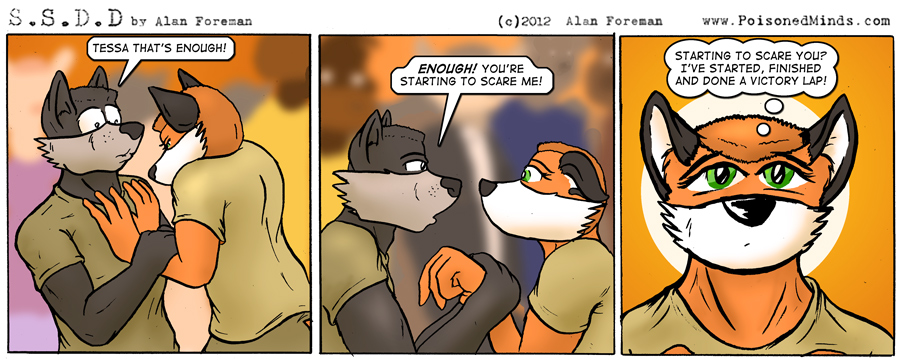 S.S.D.D by Alan Foreman
(c)2012 Alan Foreman
www.PoisonedMinds.com
TESSA THAT'S ENOUGH!
ENOUGH! YOU'RE
STARTING TO SCARE ME!
STARTING TO SCARE YOU?
I'VE STARTED, FINISHED
AND DONE A VICTORY LAP!